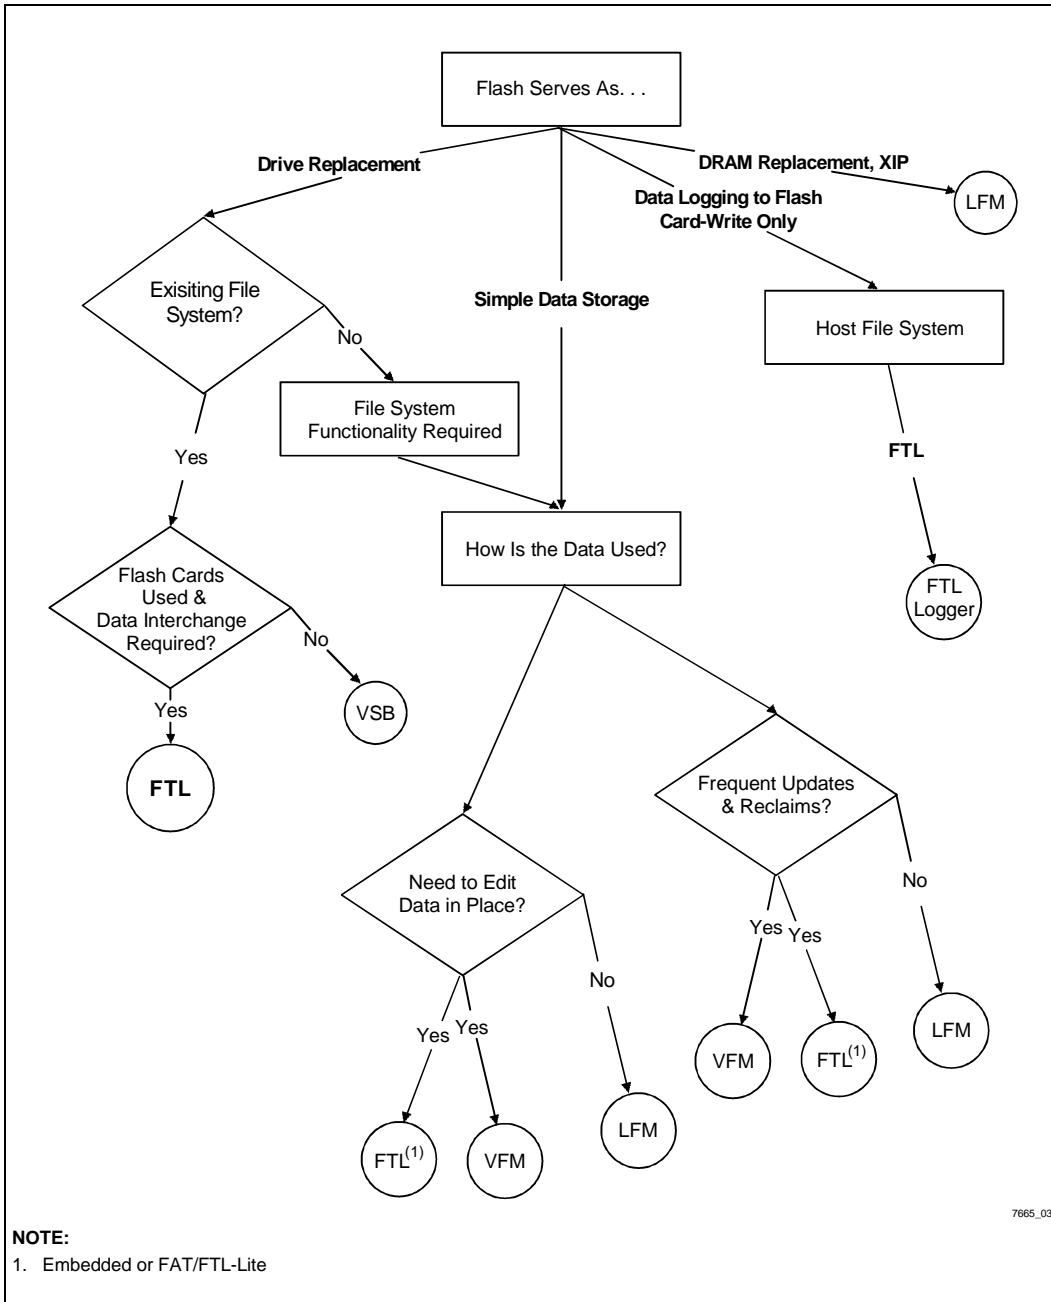 Flash Serves As. . .
Drive Replacement
DRAM Replacement, XIP
LFM
Data Logging to Flash
Card-Write Only
Exisiting File
System?
Simple Data Storage
Host File System
No
File System
Functionality Required
Yes
FTL
How Is the Data Used?
Flash Cards
Used &
Data Interchange
Required?
FTL
Logger
No
Yes
VSB
FTL
Frequent Updates
& Reclaims?
Need to Edit
Data in Place?
No
Yes
Yes
No
Yes
Yes
VFM
FTL(1)
LFM
LFM
FTL(1)
VFM
7665_03
NOTE:
1. Embedded or FAT/FTL-Lite